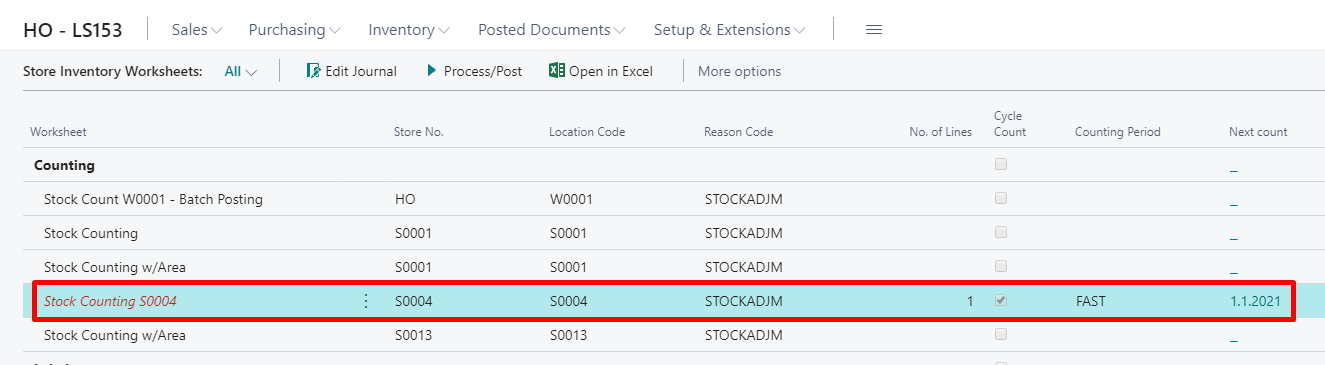 HO - LS153 Sales Purchasing Inventory Posted Documents Setup & Extensions
Store Inventory Worksheets: All Edit Journal Process/Post Open in Excel More options
Worksheet Store No. Location Code Reason Code No. of Lines Cycle Count Counting Period Next count
Counting _
Stock Count W0001 - Batch Posting HO W0001 STOCKADJM _
Stock Counting S0001 S0001 STOCKADJM _
Stock Counting w/Area S0001 S0001 STOCKADJM _
Stock Counting S0004 S0004 S0004 STOCKADJM 1 FAST 1.1.2021
Stock Counting w/Area S0013 S0013 STOCKADJM _